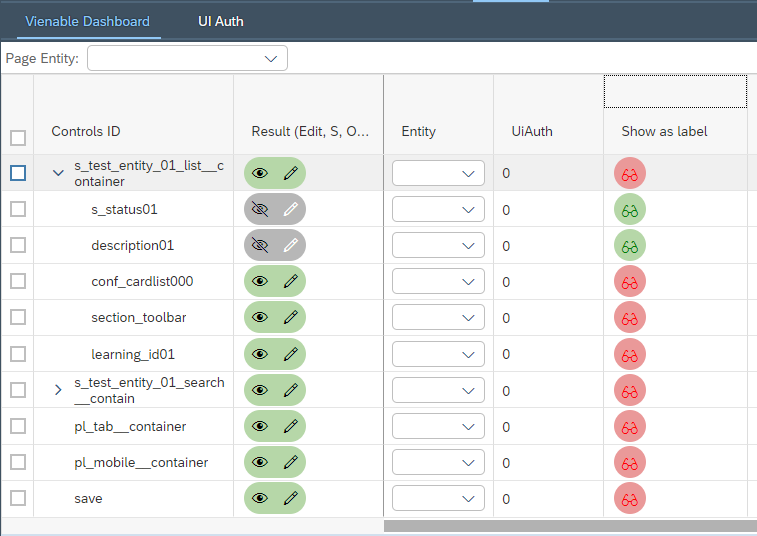 Vienable Dashboard UI Auth
Page Entity:
Controls ID Result (Edit, S, O... Entity UiAuth Show as label
s_test_entity_01_list__c
ontainer 0
s_status01 0
description01 0
conf_cardlist000 0
section_toolbar 0
learning_id01 0
s_test_entity_01_search
__contain 0
pl_tab__container 0
pl_mobile__container 0
save 0